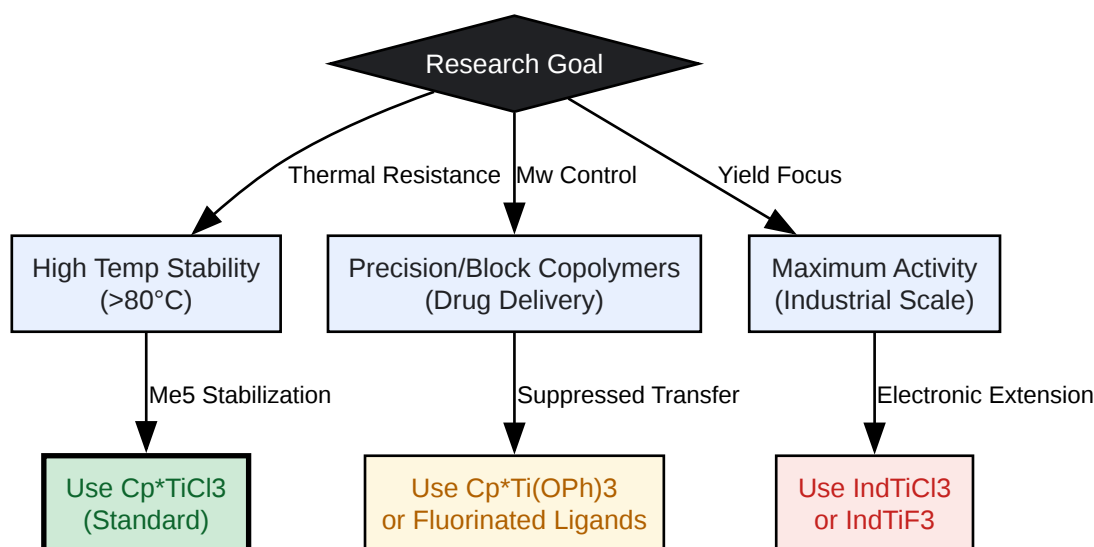 Research Goal
Thermal Resistance
Mw Control
Yield Focus
High Temp Stability
(>80°C)
Precision/Block Copolymers
(Drug Delivery)
Maximum Activity
(Industrial Scale)
Me5 Stabilization
Suppressed Transfer
Electronic Extension
Use Cp*TiCl3
(Standard)
Use Cp*Ti(OPh)3
or Fluorinated Ligands
Use IndTiCl3
or IndTiF3